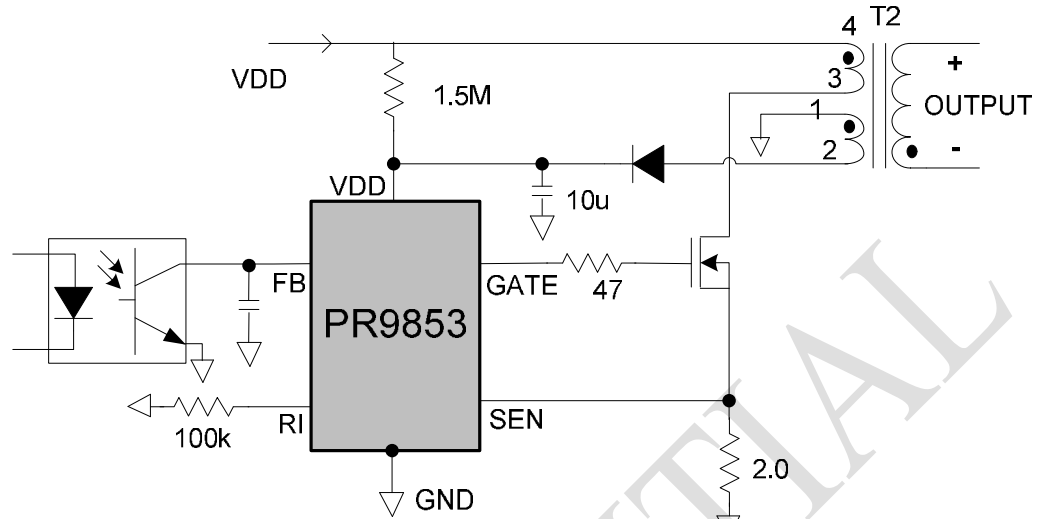 4 T2
VDD
1.5M
3
+
OUTPUT
1
2
-
VDD
10u
FB
GATE
47
PR9853
RI
SEN
100k
2.0
GND
TIAL